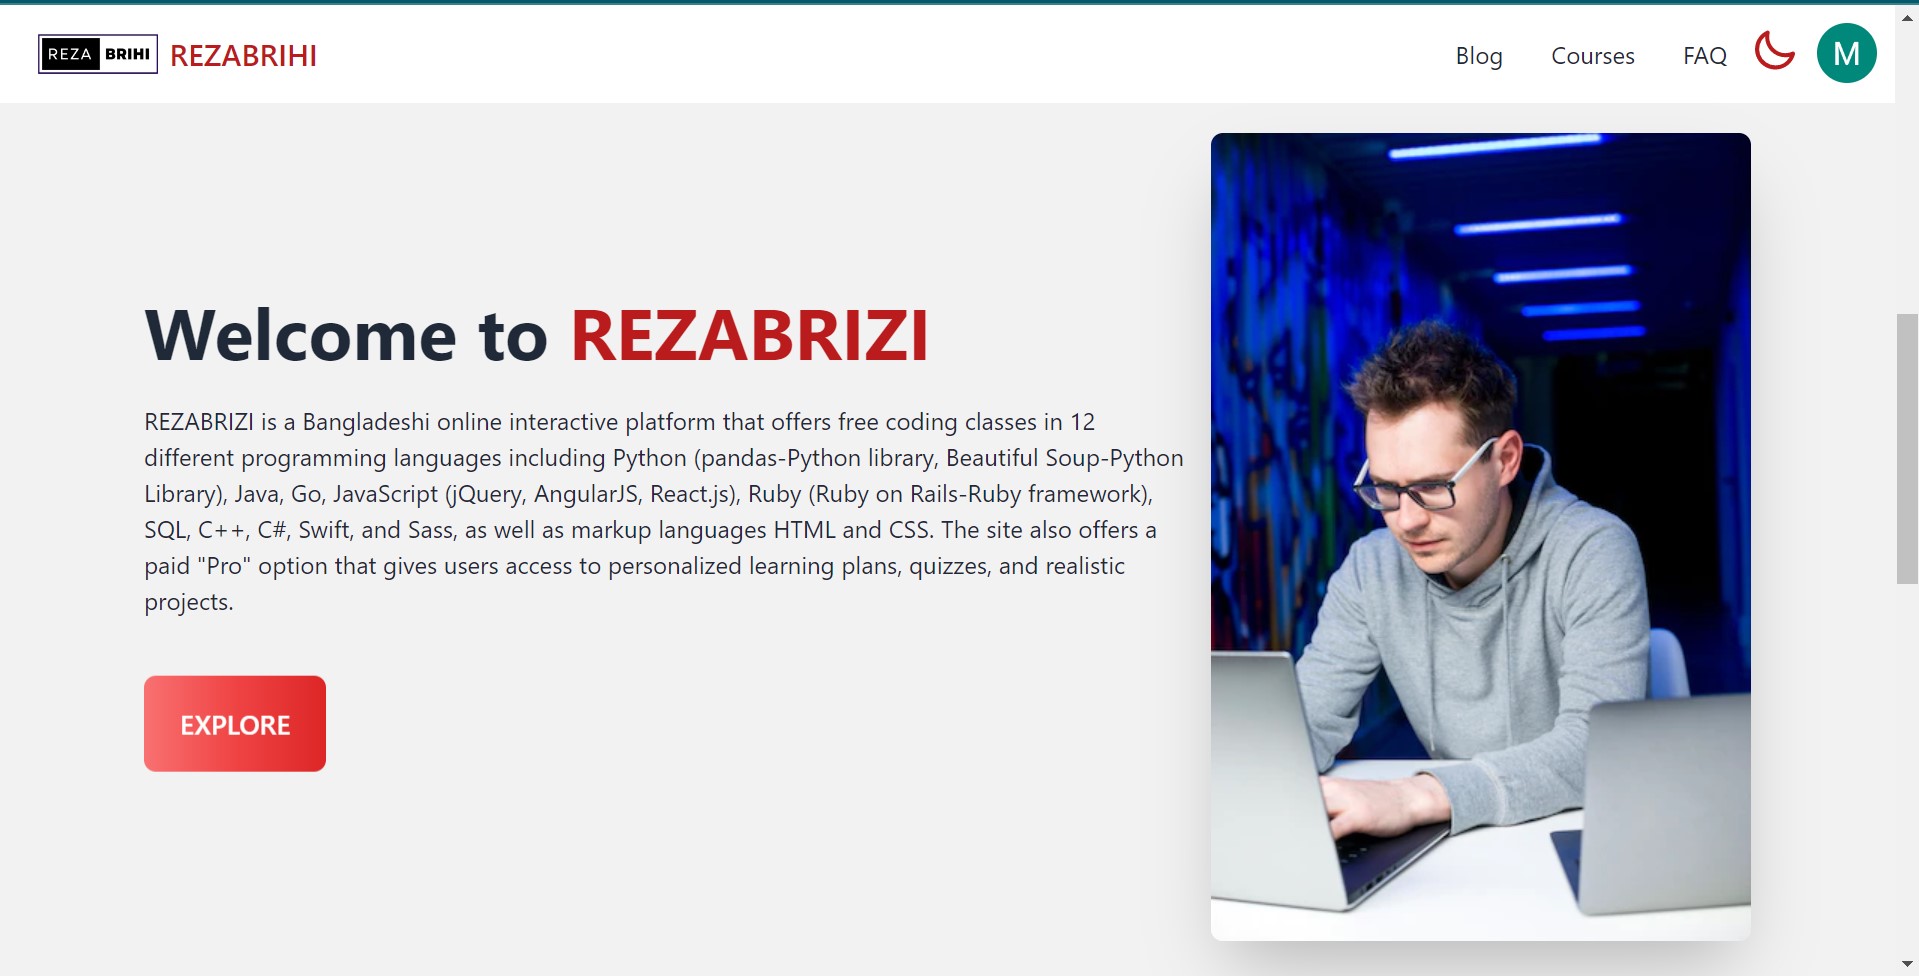 REZA BRIHI REZABRIHI
Blog Courses FAQ M
Welcome to REZABRIZI
REZABRIZI is a Bangladeshi online interactive platform that offers free coding classes in 12
different programming languages including Python (pandas-Python library, Beautiful Soup-Python
Library), Java, Go, JavaScript (jQuery, AngularJS, React.js), Ruby (Ruby on Rails-Ruby framework),
SQL, C++, C#, Swift, and Sass, as well as markup languages HTML and CSS. The site also offers a
paid "Pro" option that gives users access to personalized learning plans, quizzes, and realistic
projects.
EXPLORE